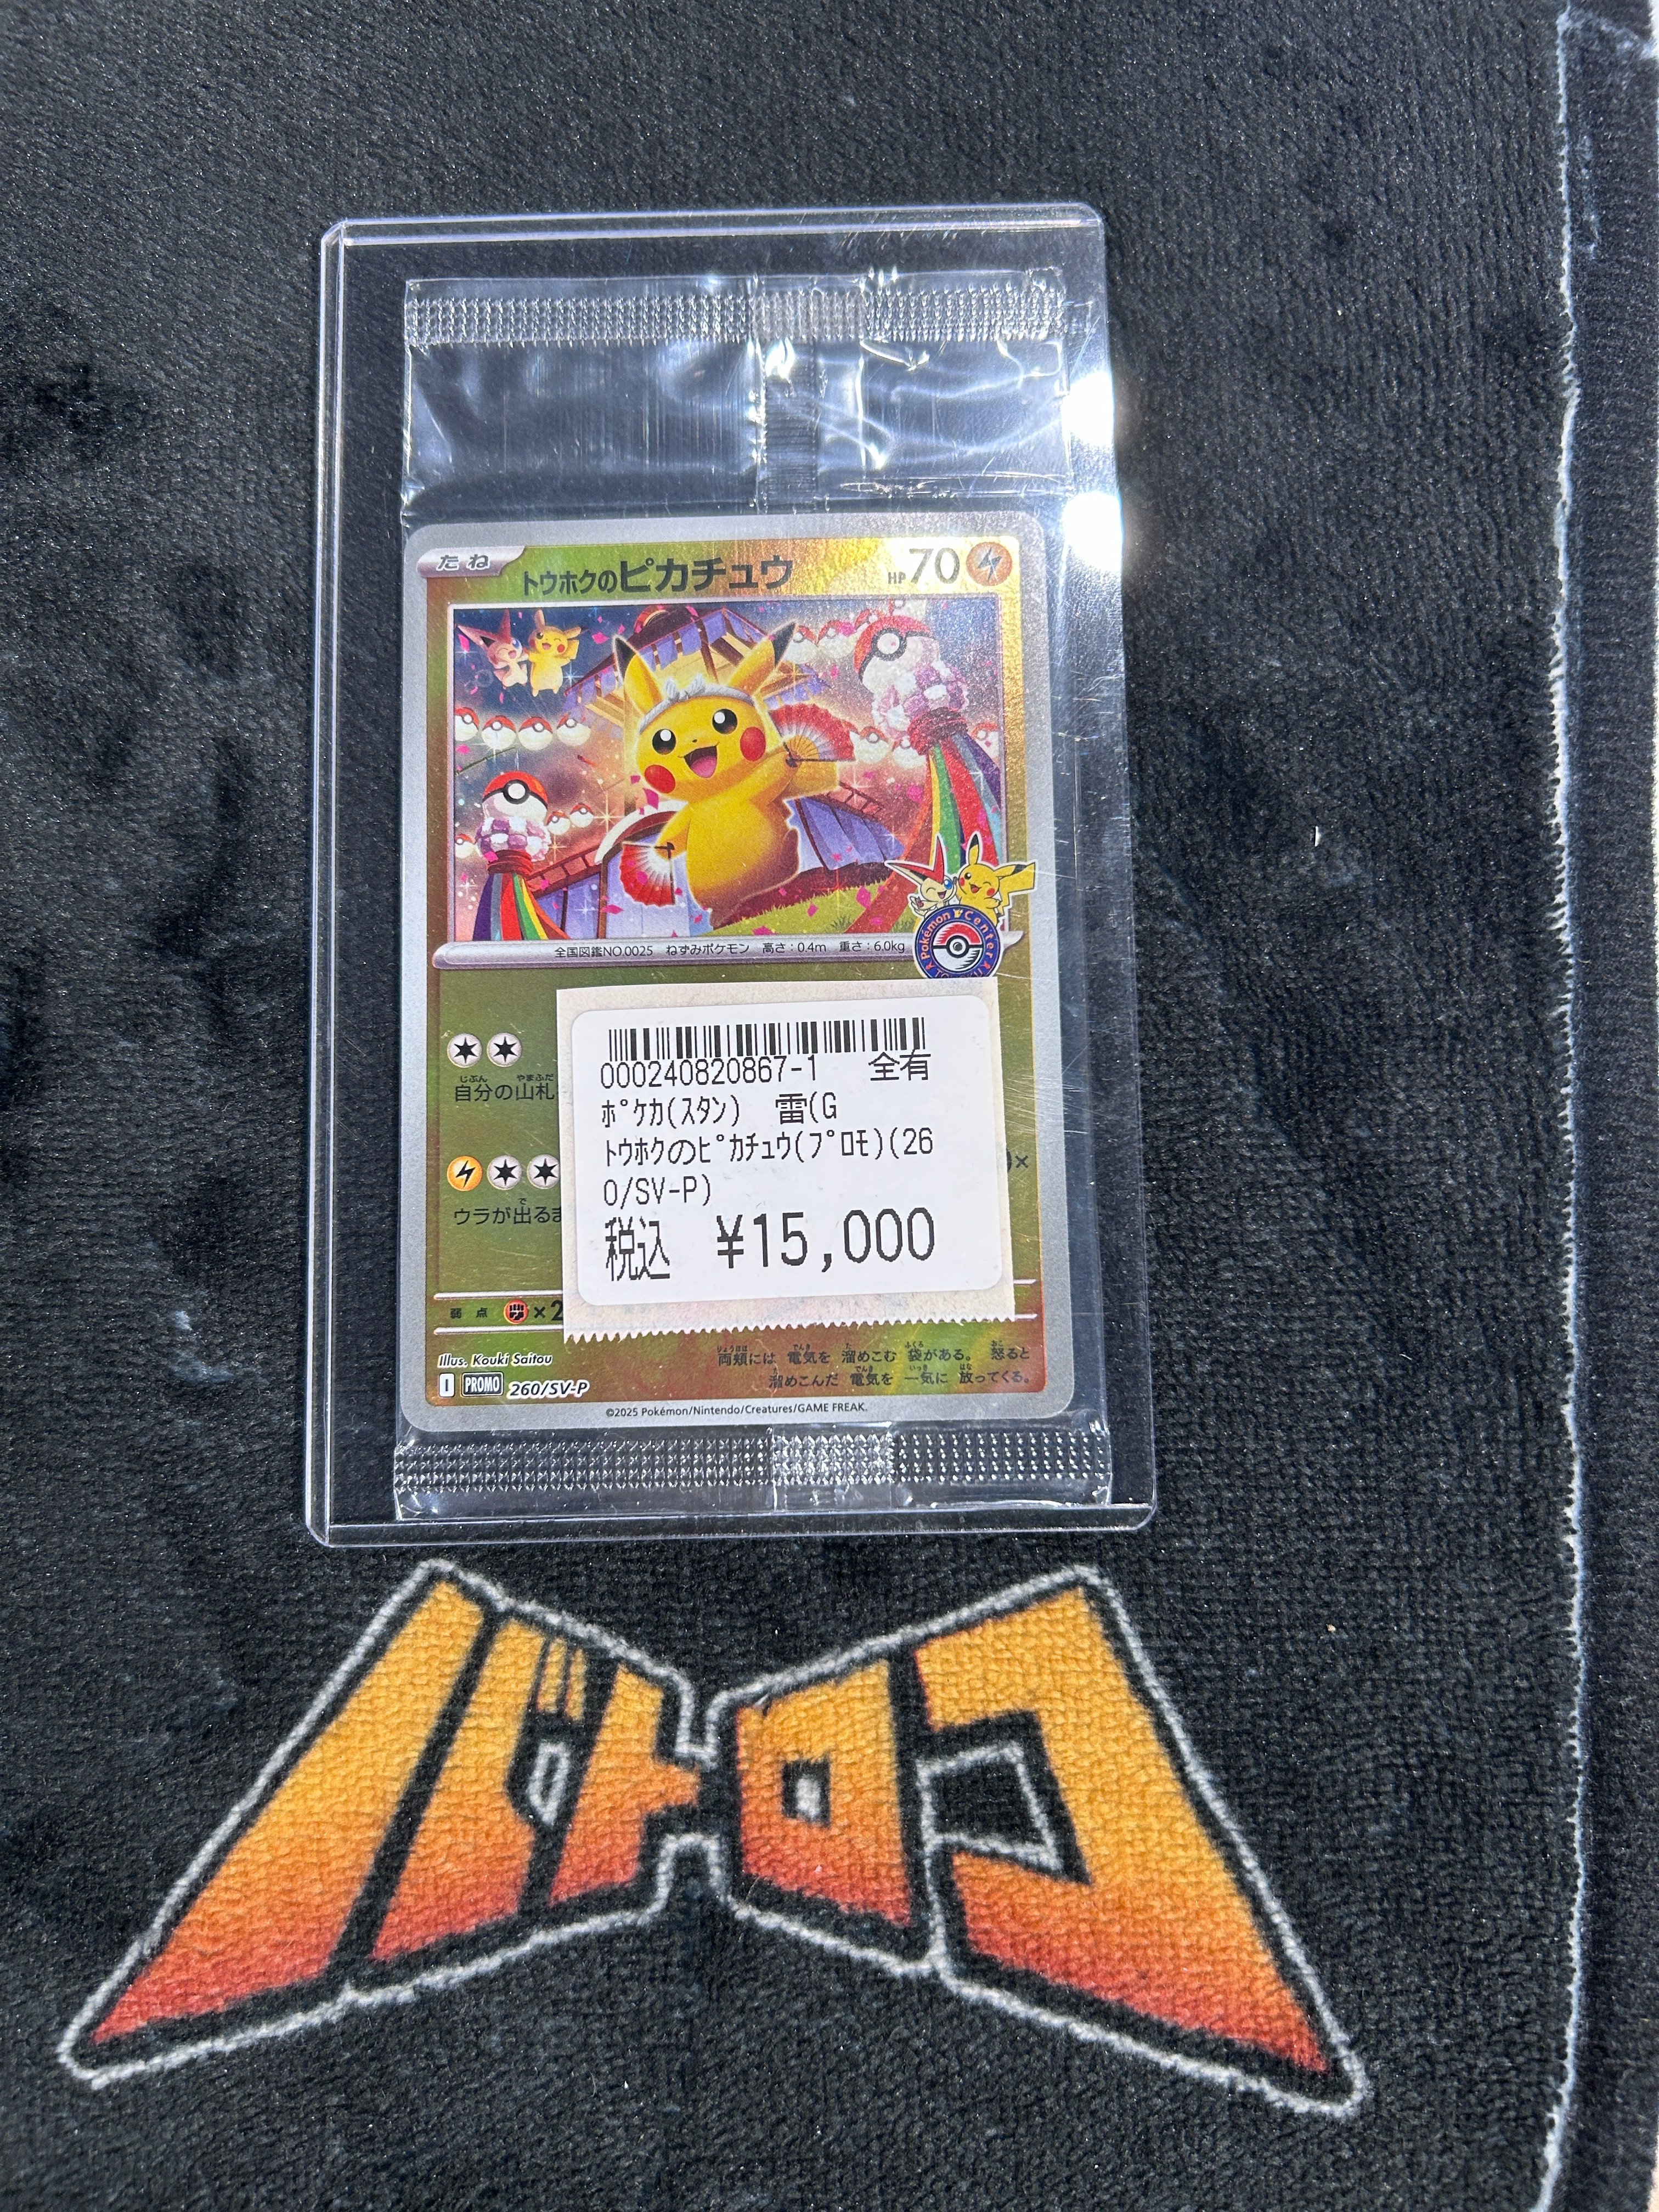 たね
トウホクのピカチュウ
HP70
全国図鑑NO.0025 ねずみポケモン 高さ：0.4m 重さ：6.0kg
Pokémon Center
自分の山札
ウラが出るま
000240820867-1 全有
ﾎﾟｹｶ(ｽﾀﾝ) 雷(G
ﾄｳﾎｸのﾋﾟｶﾁｭｳ(ﾌﾟﾛﾓ)(26
0/SV-P)
税込 ¥15,000
×
弱点 ×2
Illus. Kouki Saitou
I PROMO 260/SV-P
両頬には 電気を 溜めこむ 袋がある。 怒ると
溜めこんだ 電気を 一気に 放ってくる。
©2025 Pokémon/Nintendo/Creatures/GAME FREAK.
バトロコ